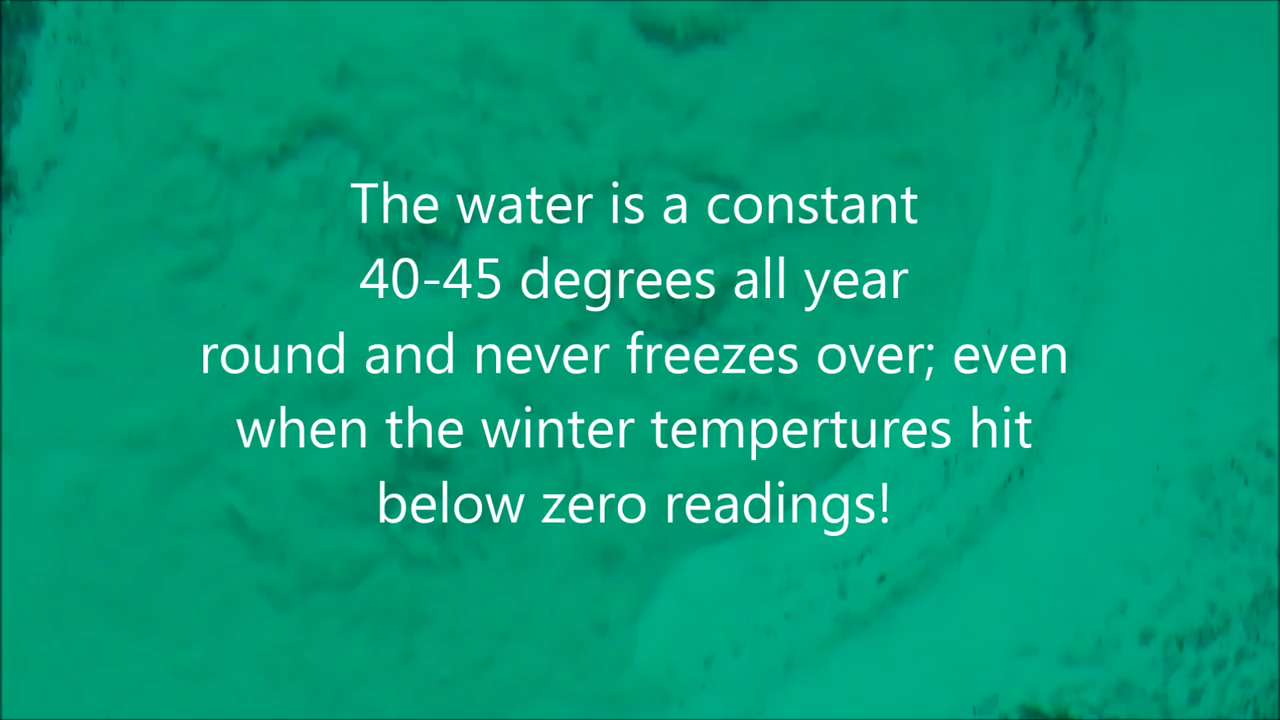 The water is a constant
40-45 degrees all year
round and never freezes over; even
when the winter tempertures hit
below zero readings!